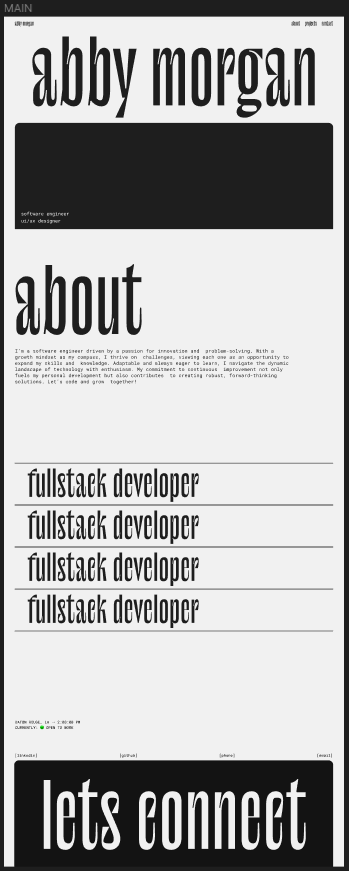 MAIN
abby morgan
about projects contact
abby morgan
software engineer
ui/ux designer
about
I'm a software engineer driven by a passion for innovation and problem-solving. With a
growth mindset as my compass, I thrive on challenges, viewing each one as an opportunity to
expand my skills and knowledge. Adaptable and always eager to learn, I navigate the dynamic
landscape of technology with enthusiasm. My commitment to continuous improvement not only
fuels my personal development but also contributes to creating robust, forward-thinking
solutions. Let's code and grow together!
fullstack developer
fullstack developer
fullstack developer
fullstack developer
BATON ROUGE, LA
CURRENTLY: OPEN TO WORK
[linkedin] [github] [phone] [email]
lets connect